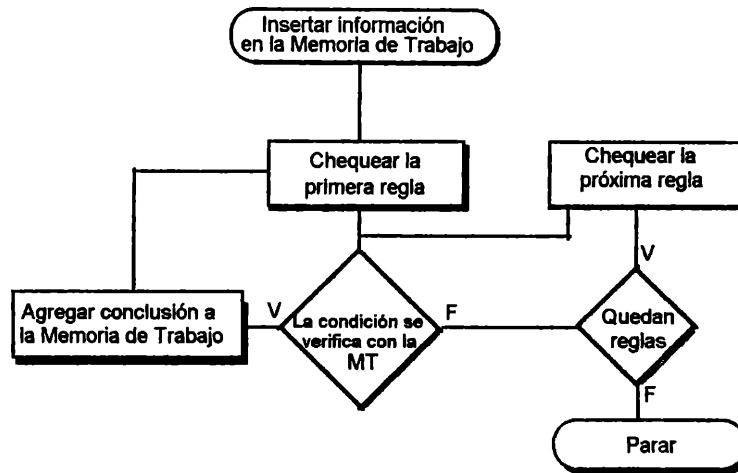 Insertar información
en la Memoria de Trabajo
Chequear la
primera regla
Chequear la
próxima regla
Agregar conclusión a
la Memoria de Trabajo
V
La condición se
verifica con la
MT
F
V
Quedan
reglas
F
Parar